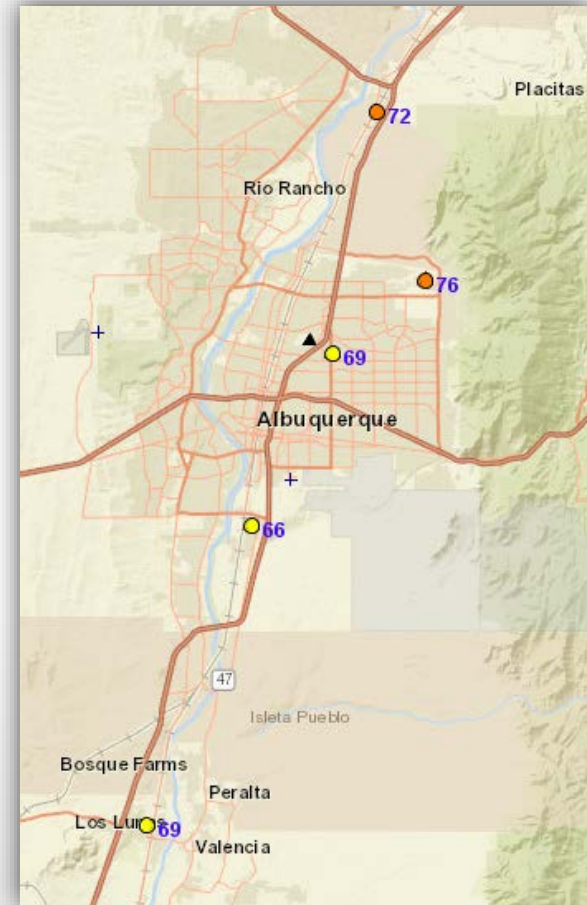 Placitas
72
Rio Rancho
76
69
Albuquerque
66
47
Isleta Pueblo
Bosque Farms
Peralta
Los Lunas
69
Valencia